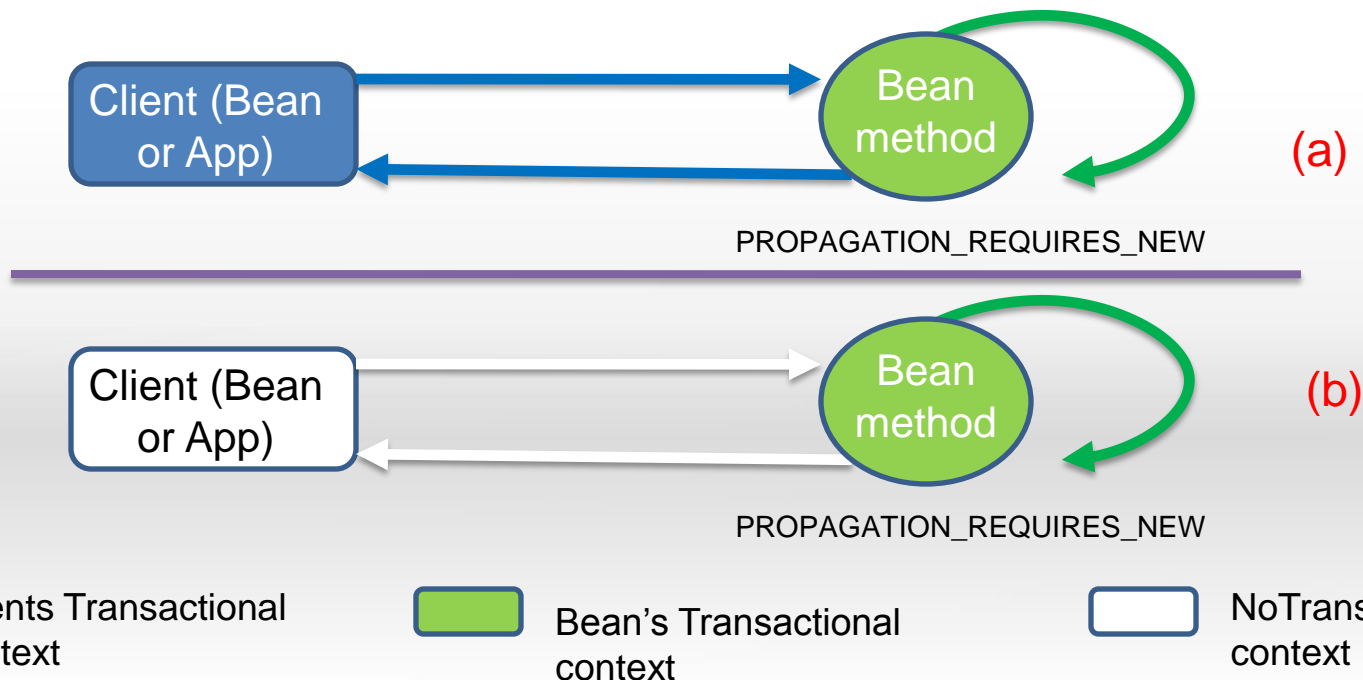 Client (Bean
or App)
Bean
method
(a)
PROPAGATION_REQUIRES_NEW
Client (Bean
or App)
Bean
method
(b)
PROPAGATION_REQUIRES_NEW
Transactional
Bean's Transactional
context
context